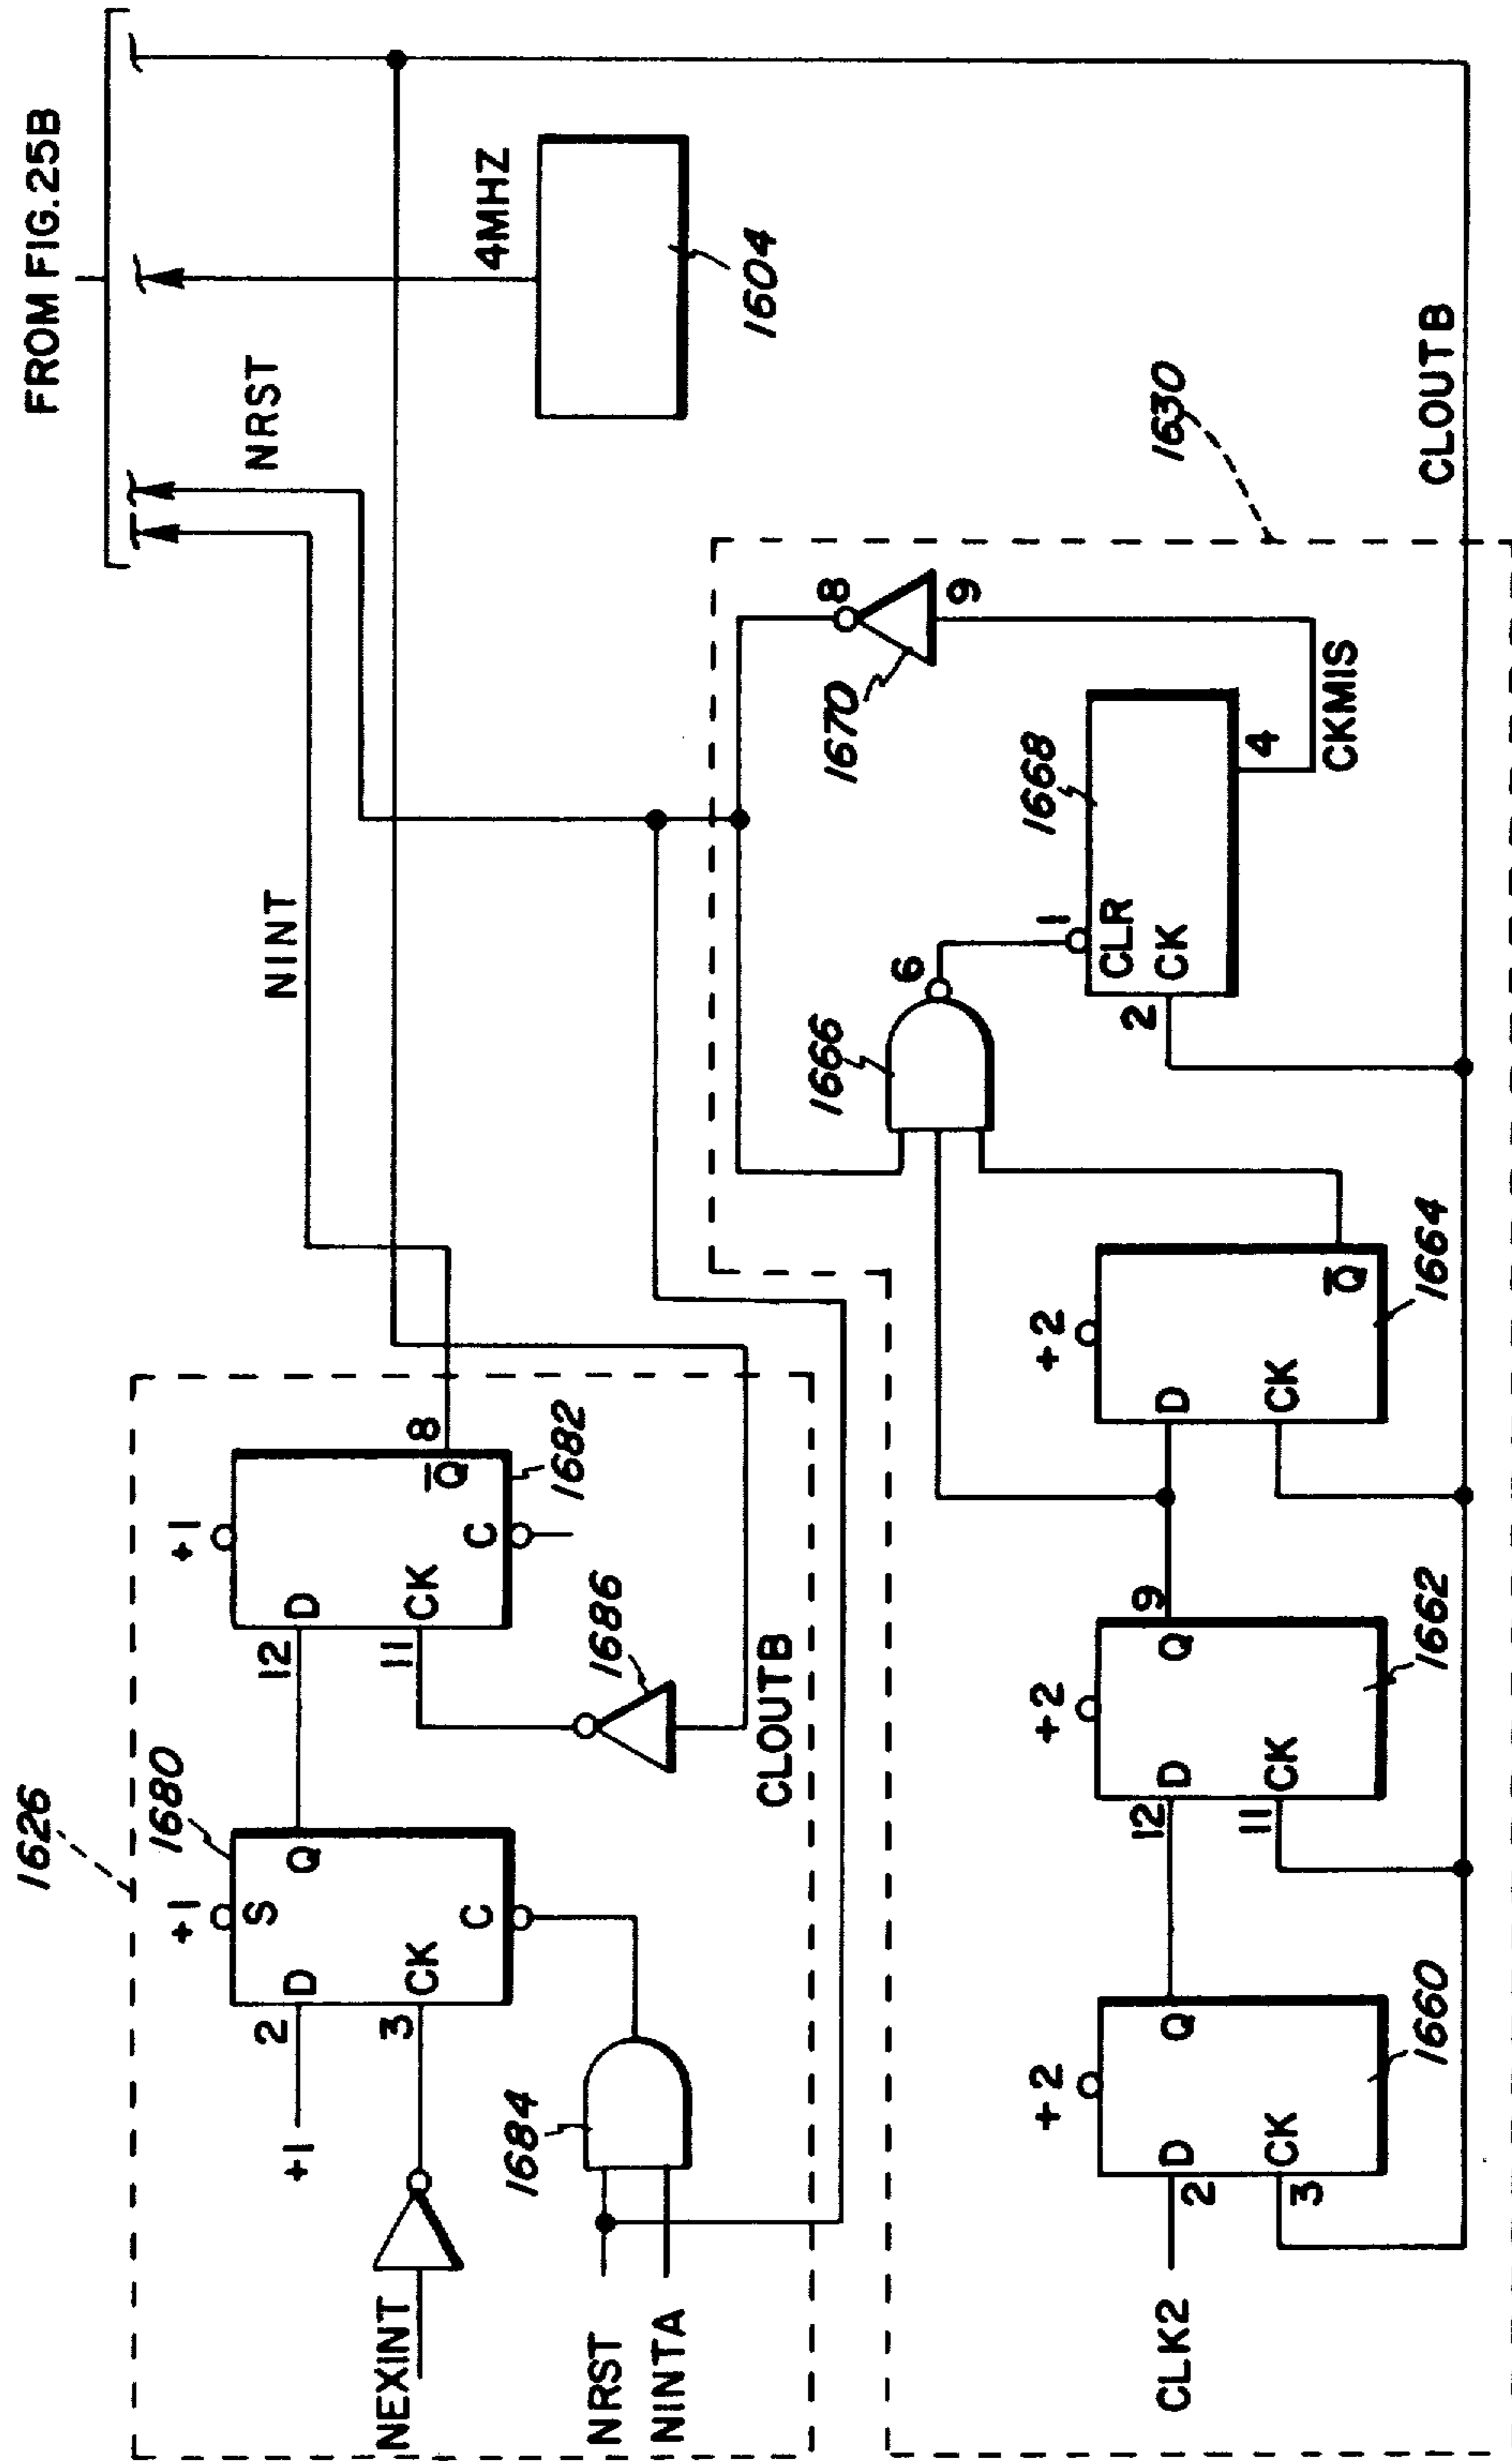 FROM FIG.25B
NRST
4MHZ
1604
NINT
1626
1680
+1
S
2
D
Q
+1
3
CK
C
NEXINT
1684
NRST
NINTA
+1
12
D
8
Q
11
CK
C
1682
1686
CLOUTB
1630
CLOUTB
+2
CLK2
2
D
Q
3
CK
1660
+2
12
D
9
Q
11
CK
1662
+2
D
CK
Q
1664
1666
6
1
CLR
2
CK
1668
4
CKMIS
1670
8
9